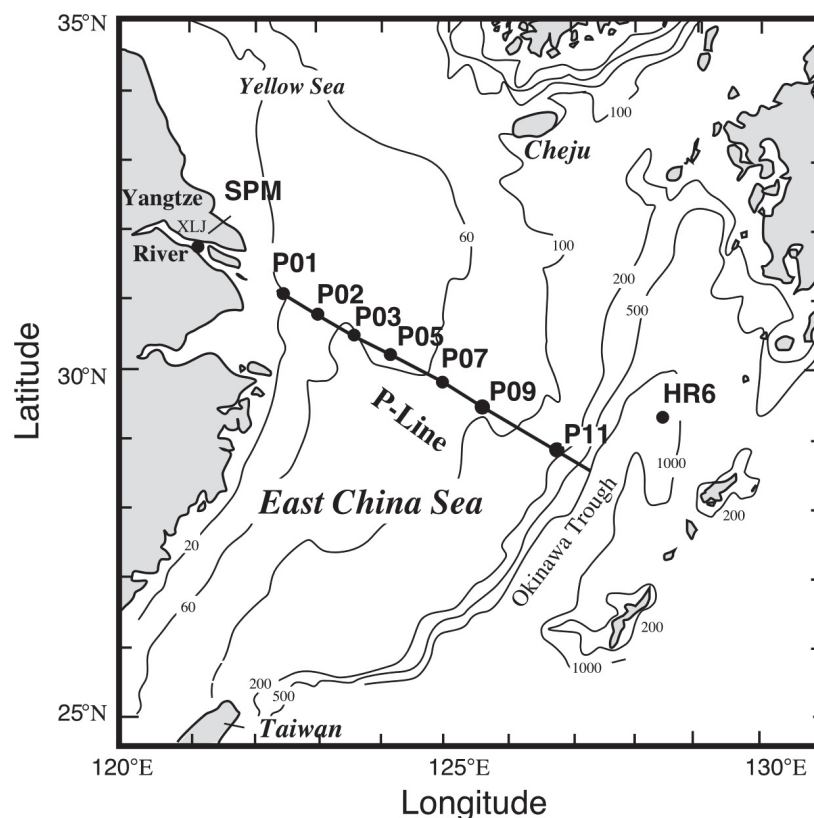 35°N
Yellow Sea
100
Cheju
Yangtze
SPM
XLJ
River
60
100
P01
200
P02
500
P03
P05
Latitude
30°N
P07
P09
HR6
P-Line
P11
1000
East China Sea
200
Okinawa Trough
20
60
200
1000
200
500
25°N
Taiwan
120°E
125°E
130°E
Longitude